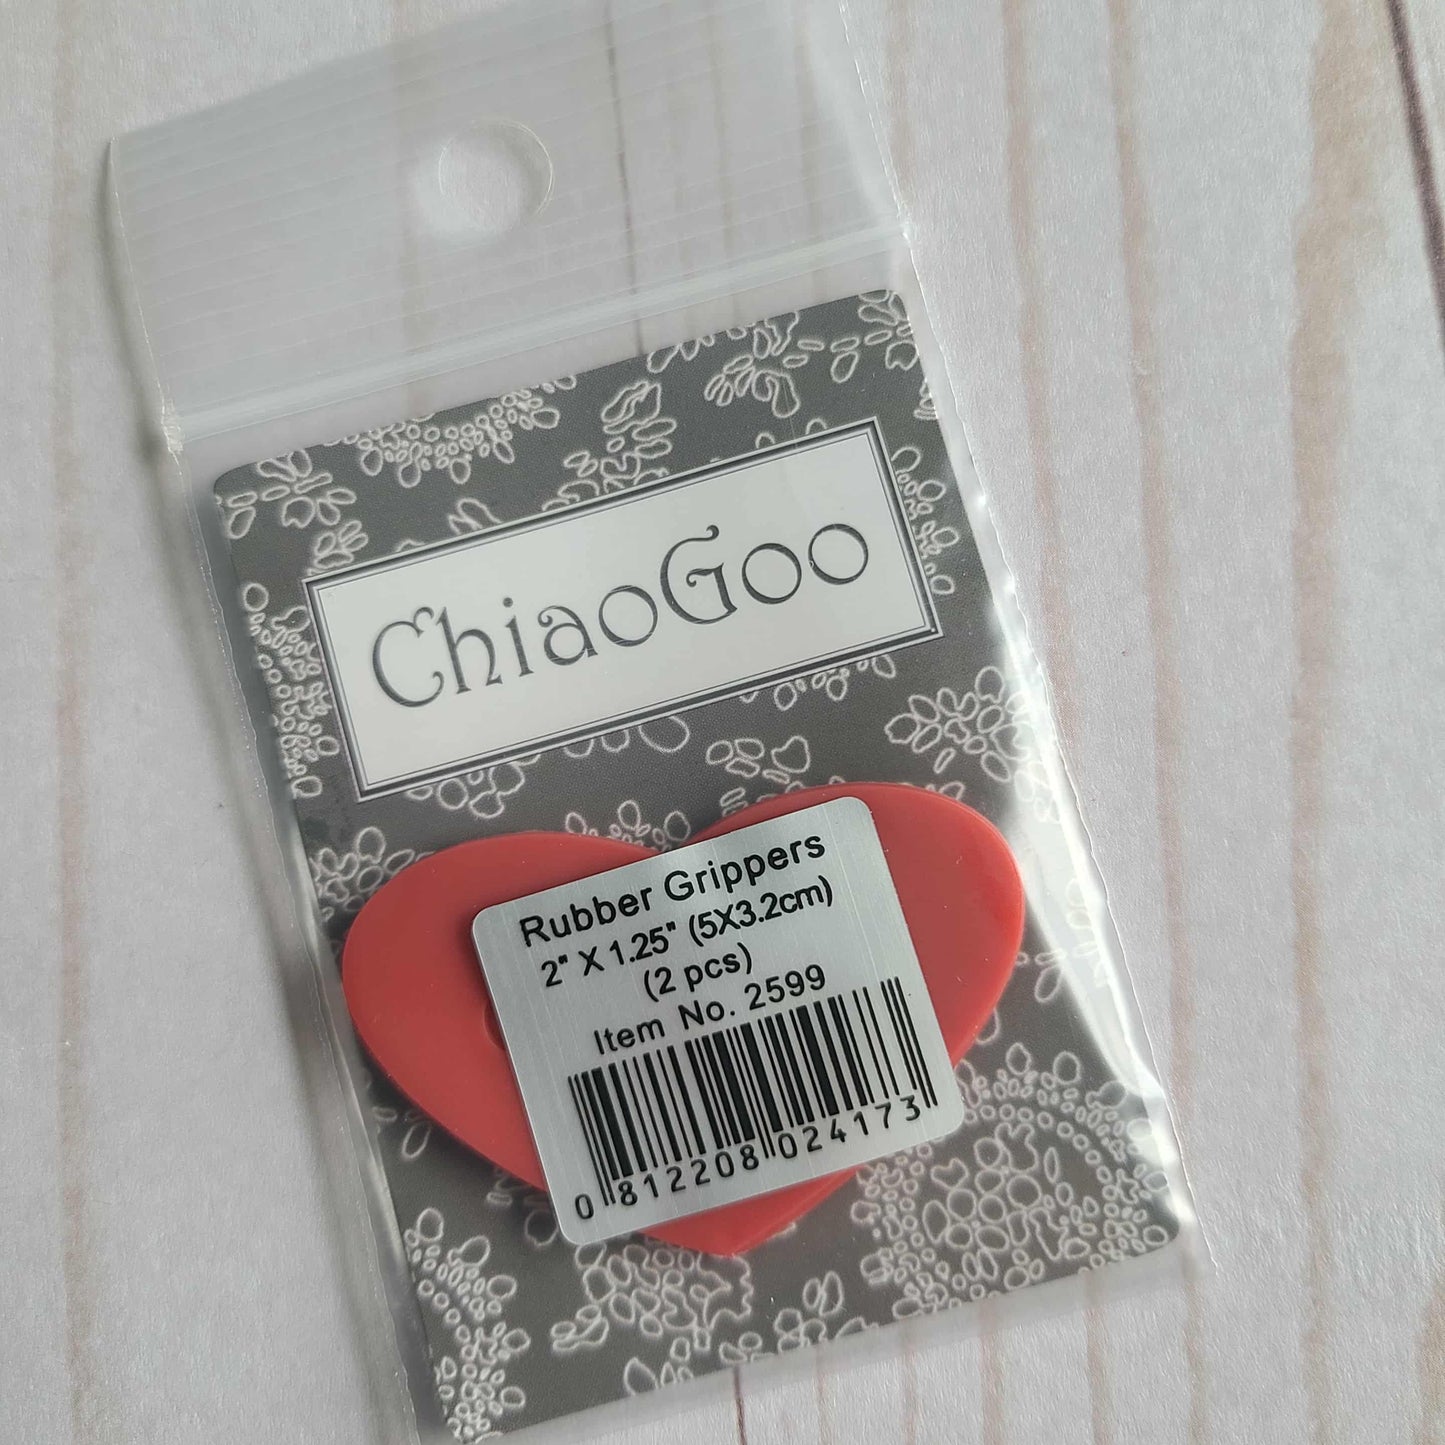 ChiaoGoo
Rubber Grippers
2" X 1.25" (5X3.2cm)
(2 pcs)
Item No. 2599
0 812208 024173